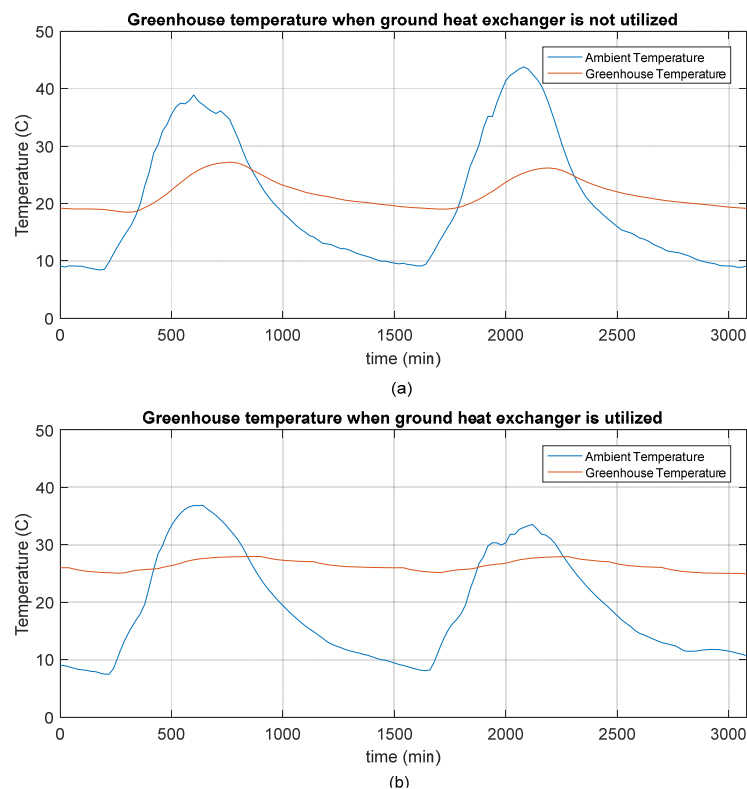 Greenhouse temperature when ground heat exchanger is not utilized
50
40
30
20
10
0
Temperature (C)
Ambient Temperature
Greenhouse Temperature
0 500 1000 1500 2000 2500 3000
time (min)
(a)
Greenhouse temperature when ground heat exchanger is utilized
50
40
30
20
10
0
Temperature (C)
Ambient Temperature
Greenhouse Temperature
0 500 1000 1500 2000 2500 3000
time (min)
(b)